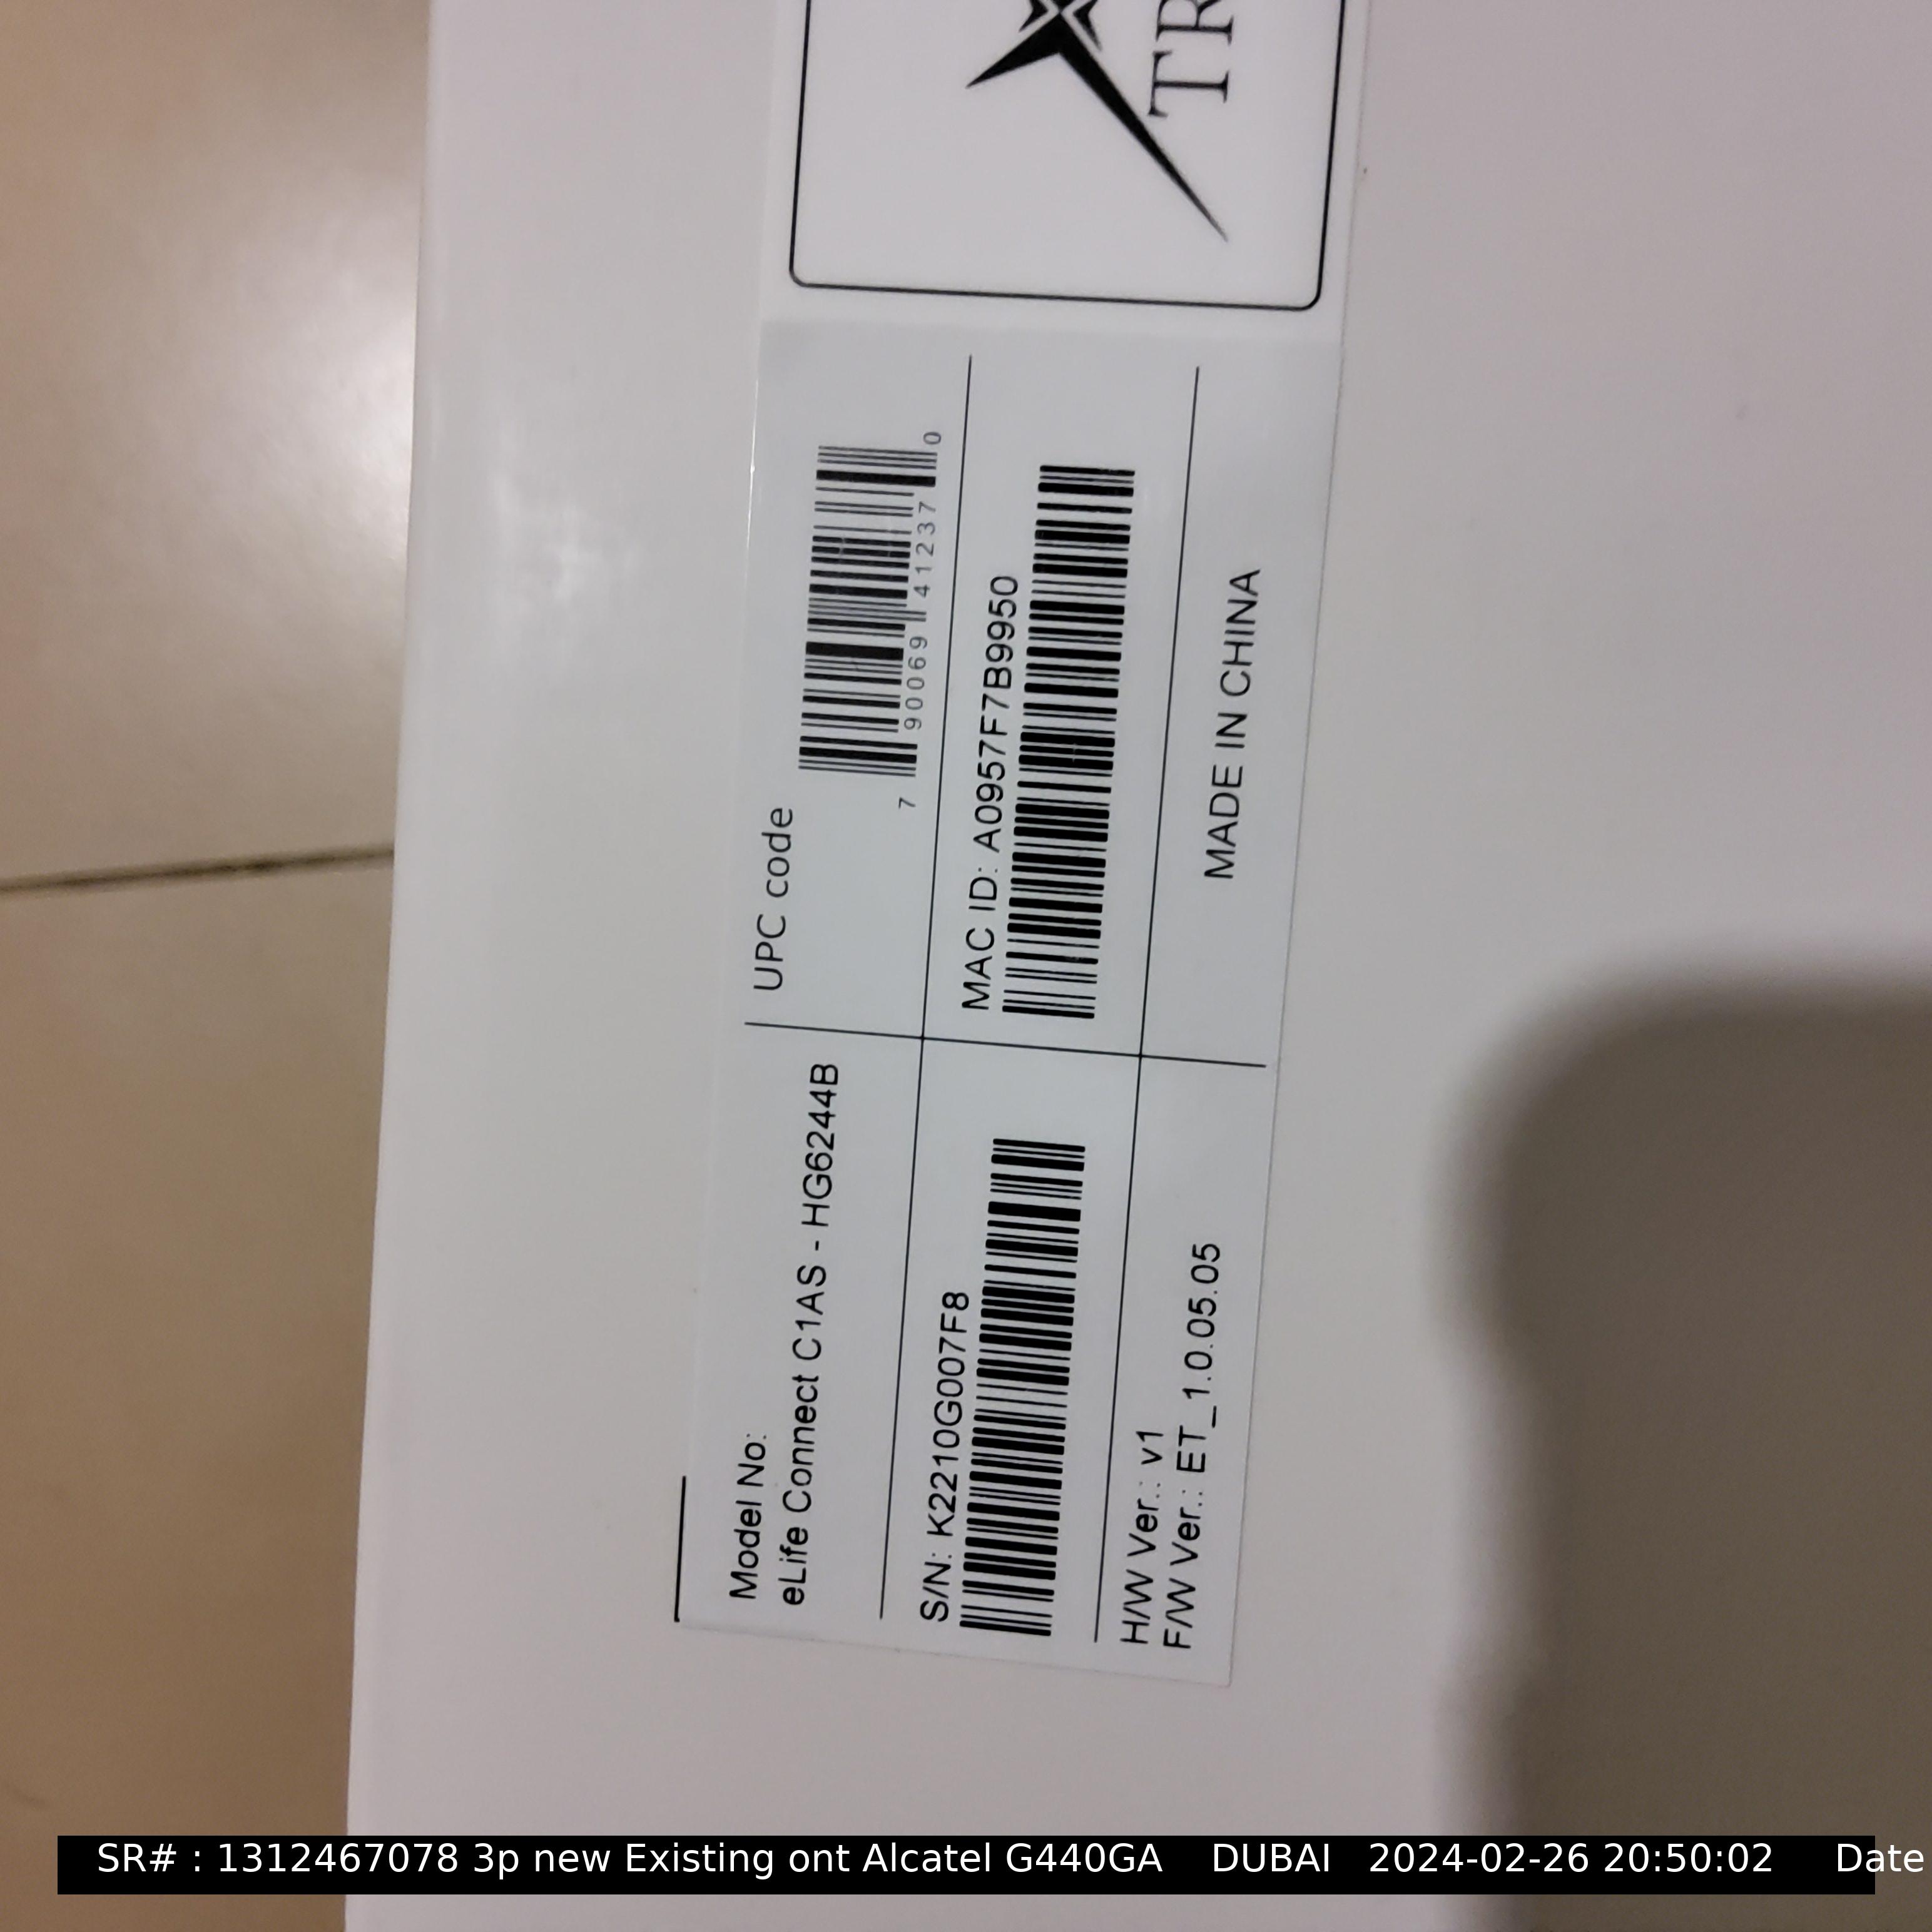 TR
Model No:
eLife Connect C1AS - HG6244B
UPC code
7 90069 41237 0
S/N: K2210G007F8
MAC ID: A0957F7B9950
H/W Ver.: v1
F/W Ver.: ET_1.0.05.05
MADE IN CHINA
SR# : 1312467078 3p new Existing ont Alcatel G440GA DUBAI 2024-02-26 20:50:02 Date